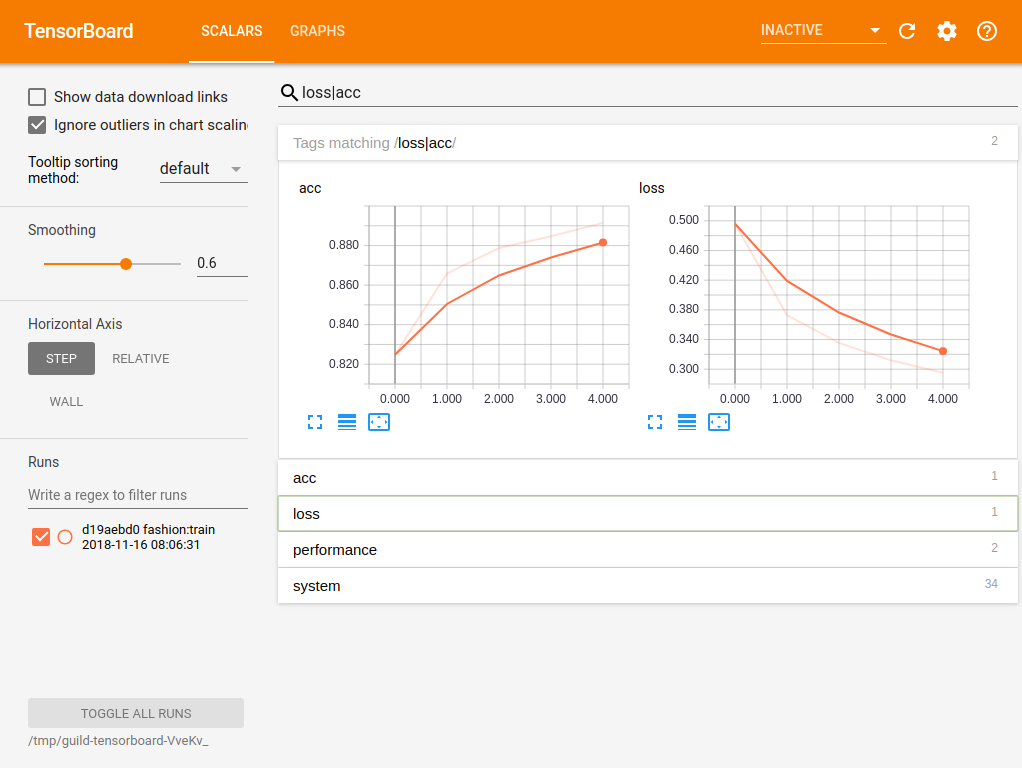 TensorBoard
SCALARS
GRAPHS
INACTIVE
Show data download links
Ignore outliers in chart scalin
Tooltip sorting
method:
default
Smoothing
0.6
Horizontal Axis
STEP
RELATIVE
WALL
Runs
Write a regex to filter runs
d19aebd0 fashion:train
2018-11-16 08:06:31
TOGGLE ALL RUNS
/tmp/guild-tensorboard-VveKv_
loss|acc
Tags matching /loss|acc/
2
acc
0.880
0.860
0.840
0.820
0.000 1.000 2.000 3.000 4.000
loss
0.500
0.460
0.420
0.380
0.340
0.300
0.000 1.000 2.000 3.000 4.000
acc
1
loss
1
performance
2
system
34